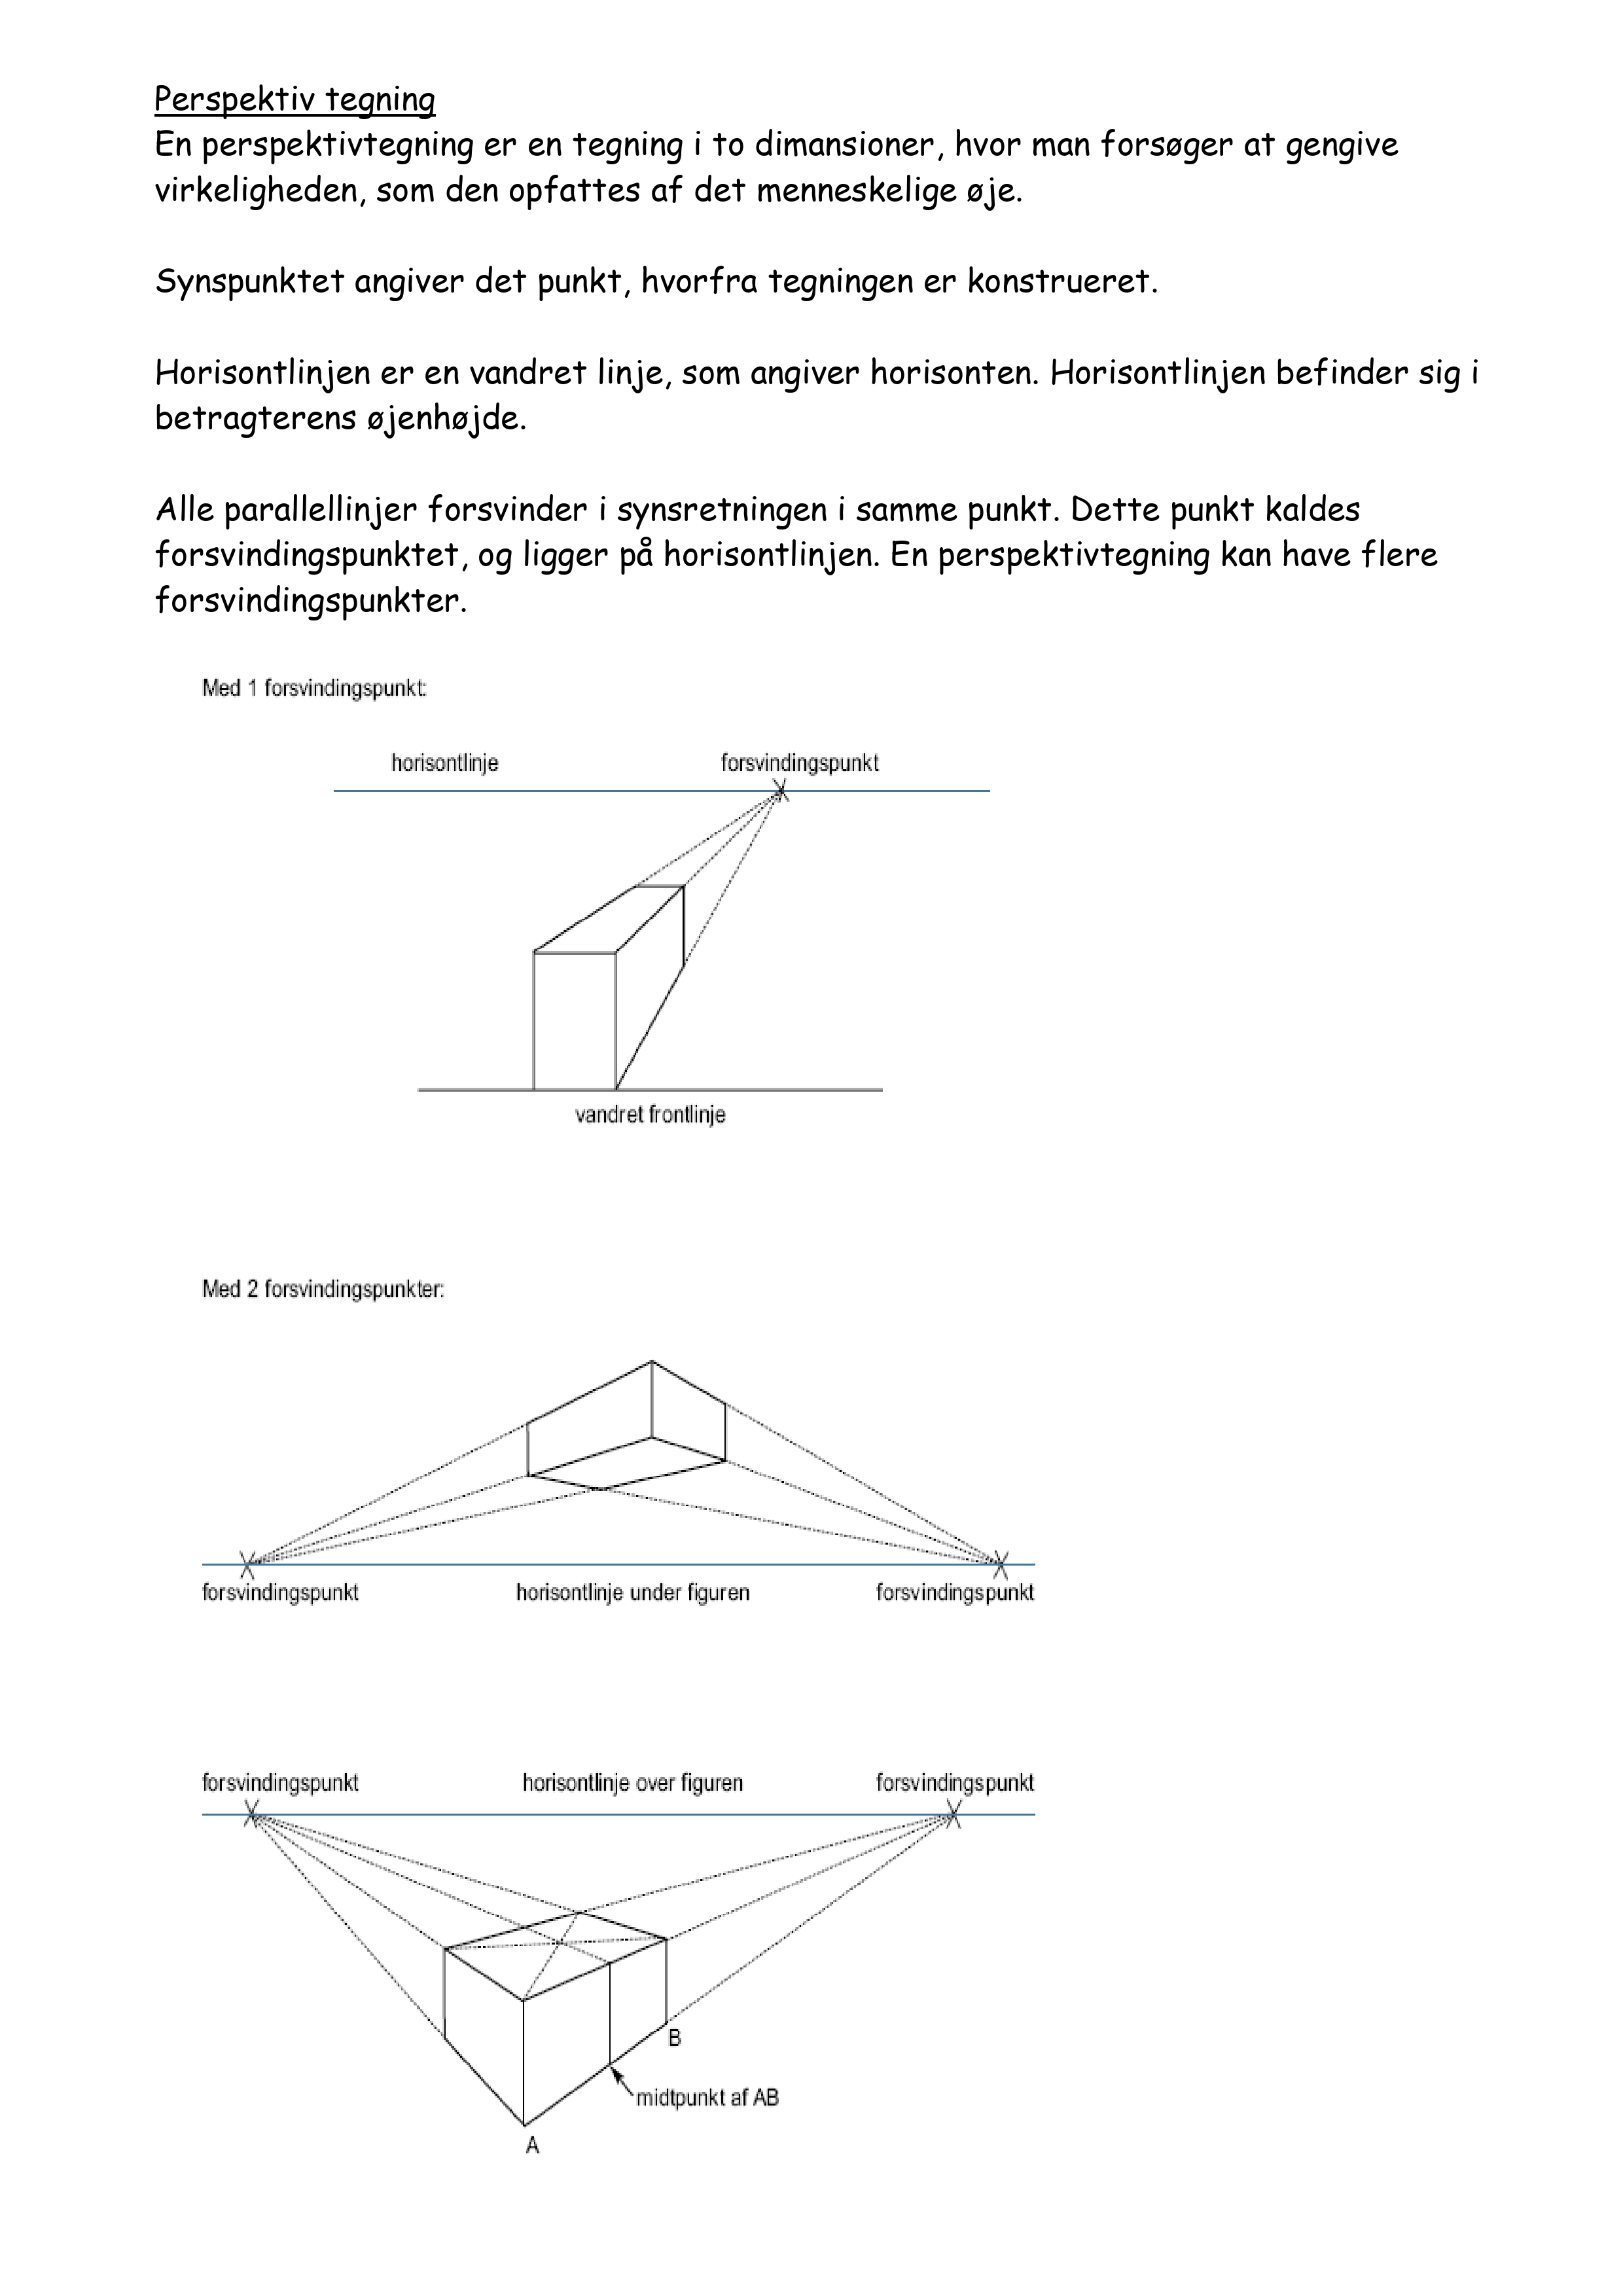 Perspektiv tegning
En perspektivtegning er en tegning i to dimansioner, hvor man forsøger at gengive
virkeligheden, som den opfattes af det menneskelige øje.
Synspunktet angiver det punkt, hvorfra tegningen er konstrueret.
Horisontlinjen er en vandret linje, som angiver horisonten. Horisontlinjen befinder sig i
betragterens øjenhøjde.
Alle parallellinjer forsvinder i synsretningen i samme punkt. Dette punkt kaldes
forsvindingspunktet, og ligger på horisontlinjen. En perspektivtegning kan have flere
forsvindingspunkter.
Med 1 forsvindingspunkt:
horisontlinje forsvindingspunkt
vandret frontlinje
Med 2 forsvindingspunkter:
forsvindingspunkt horisontlinje under figuren forsvindingspunkt
forsvindingspunkt horisontlinje over figuren forsvindingspunkt
B
midtpunkt af AB
A